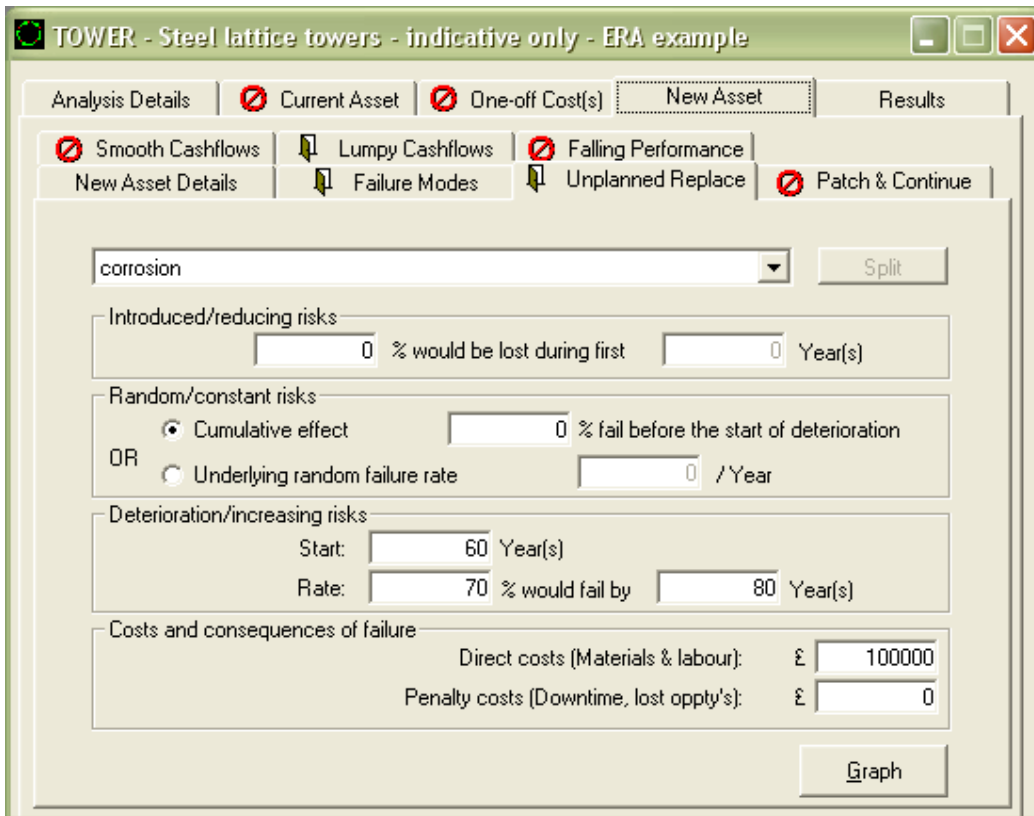 TOWER - Steel lattice towers - indicative only - ERA example
Analysis Details Current Asset One-off Cost(s) New Asset Results
Smooth Cashflows Lumpy Cashflows Falling Performance
New Asset Details Failure Modes Unplanned Replace Patch & Continue
corrosion Split
Introduced/reducing risks
0 % would be lost during first 0 Year(s)
Random/constant risks
Cumulative effect 0 % fail before the start of deterioration
OR
Underlying random failure rate 0 / Year
Deterioration/increasing risks
Start: 60 Year(s)
Rate: 70 % would fail by 80 Year(s)
Costs and consequences of failure
Direct costs (Materials & labour): £ 100000
Penalty costs (Downtime, lost oppty's): £ 0
Graph